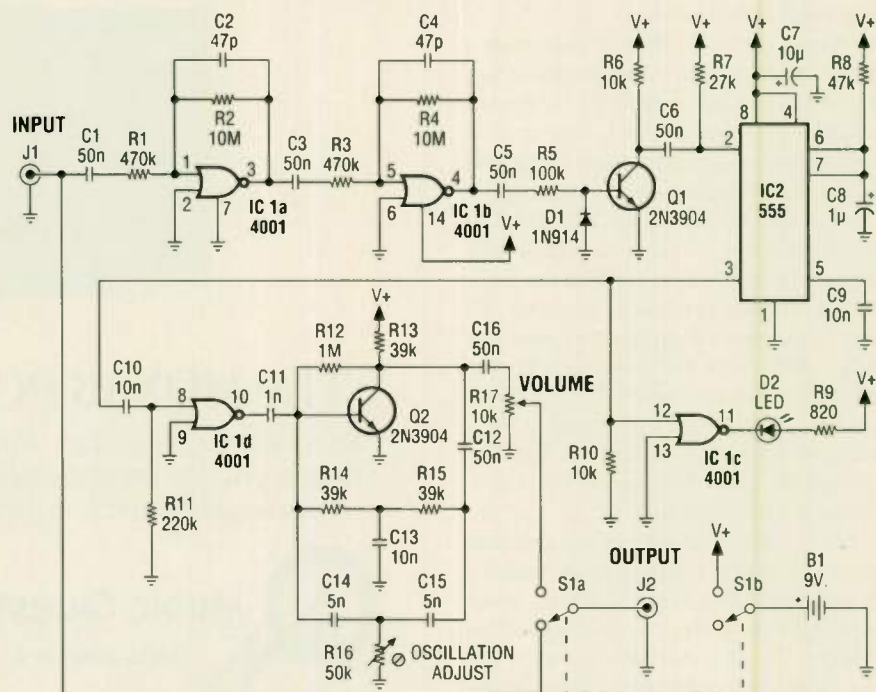 C2
47p
R2
10M
INPUT
J1
C1
50n
R1
470k
1
2
3
7
IC 1a
4001
C3
50n
R3
470k
C4
47p
R4
10M
5
6
4
14
IC 1b
4001
V+
C5
50n
R5
100k
D1
1N914
V+
R6
10k
C6
50n
Q1
2N3904
V+
R7
27k
V+
C7
10µ
+
V+
R8
47k
8
4
2
6
7
IC2
555
C8
1µ
+
3
5
1
C9
10n
C10
10n
R11
220k
8
9
10
IC 1d
4001
C11
1n
R12
1M
V+
R13
39k
Q2
2N3904
C16
50n
VOLUME
R17
10k
C12
50n
R14
39k
R15
39k
C13
10n
C14
5n
C15
5n
R16
50k
OSCILLATION
ADJUST
R10
10k
12
13
11
IC 1c
4001
D2
LED
R9
820
V+
OUTPUT
S1a
J2
V+
S1b
B1
9V.
+